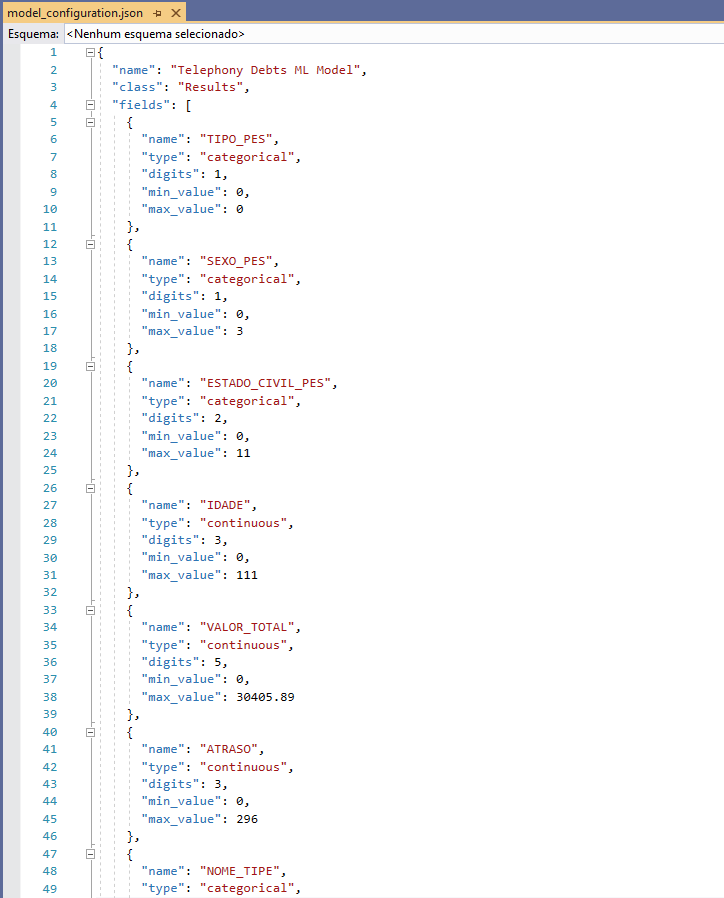 model_configuration.json
Esquema: <Nenhum esquema selecionado>
1 {
2 "name": "Telephony Debts ML Model",
3 "class": "Results",
4 "fields": [
5 {
6 "name": "TIPO_PES",
7 "type": "categorical",
8 "digits": 1,
9 "min_value": 0,
10 "max_value": 0
11 },
12 {
13 "name": "SEXO_PES",
14 "type": "categorical",
15 "digits": 1,
16 "min_value": 0,
17 "max_value": 3
18 },
19 {
20 "name": "ESTADO_CIVIL_PES",
21 "type": "categorical",
22 "digits": 2,
23 "min_value": 0,
24 "max_value": 11
25 },
26 {
27 "name": "IDADE",
28 "type": "continuous",
29 "digits": 3,
30 "min_value": 0,
31 "max_value": 111
32 },
33 {
34 "name": "VALOR_TOTAL",
35 "type": "continuous",
36 "digits": 5,
37 "min_value": 0,
38 "max_value": 30405.89
39 },
40 {
41 "name": "ATRASO",
42 "type": "continuous",
43 "digits": 3,
44 "min_value": 0,
45 "max_value": 296
46 },
47 {
48 "name": "NOME_TIPE",
49 "type": "categorical",